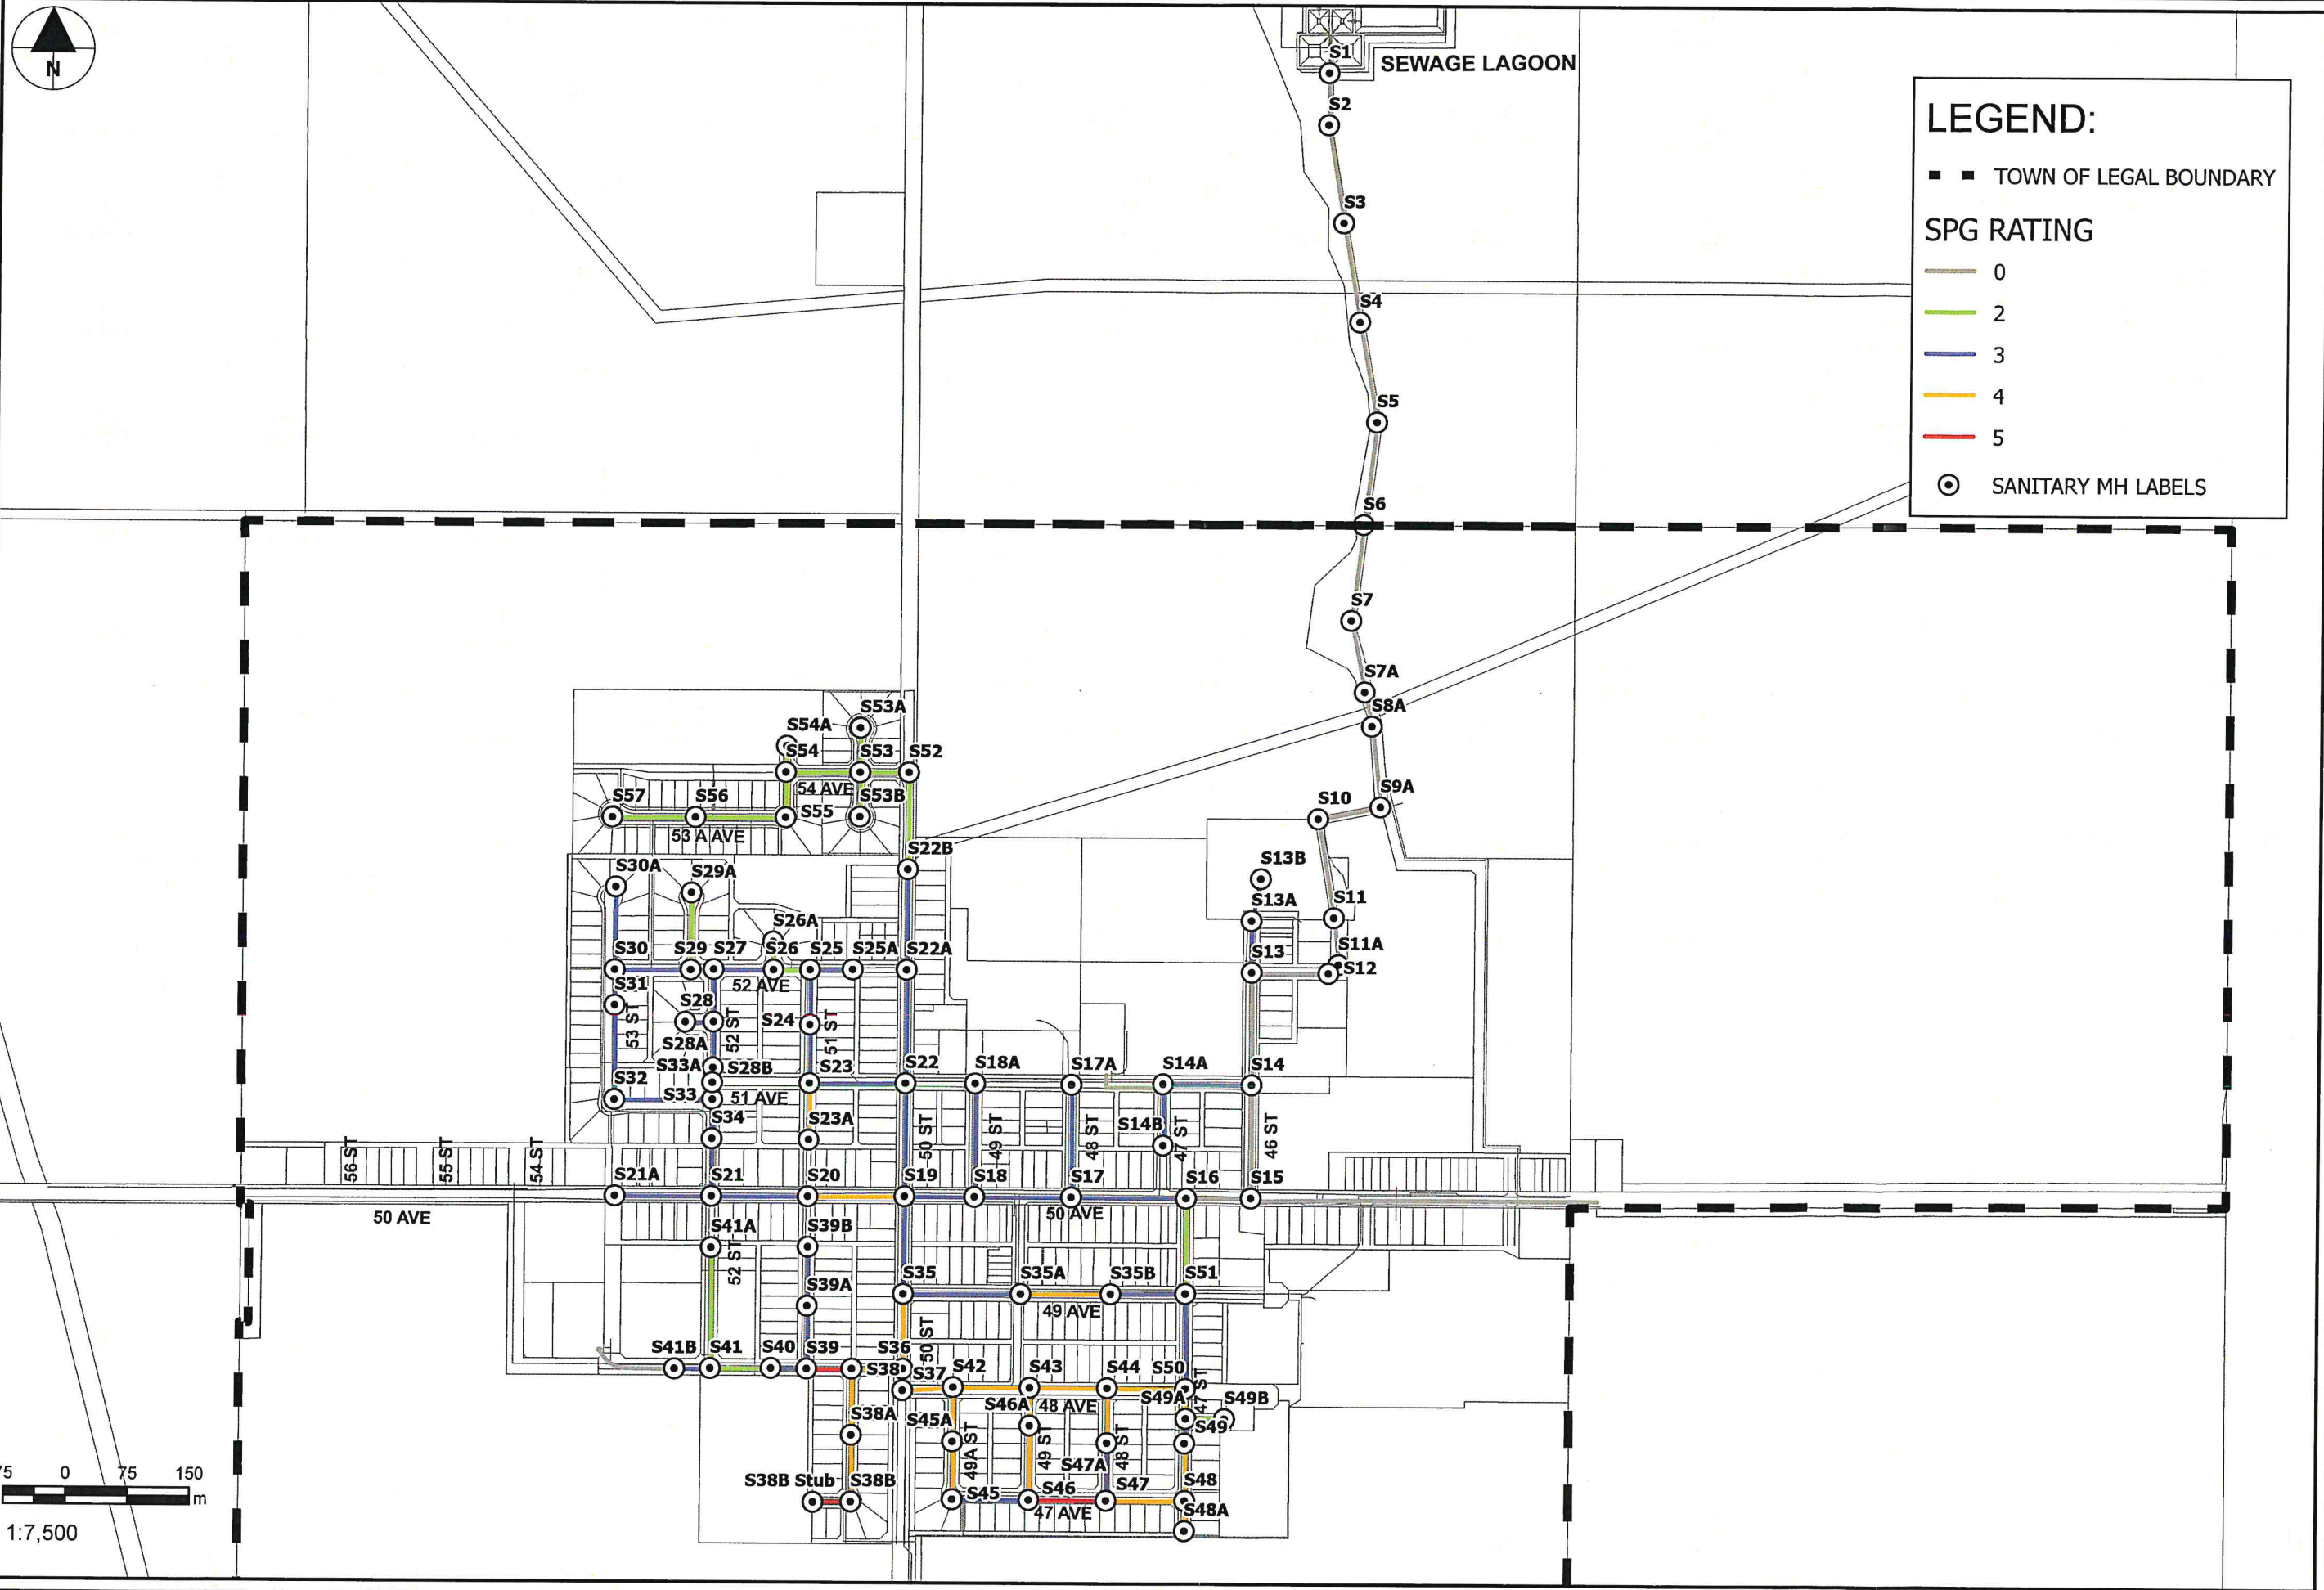 N
S1
SEWAGE LAGOON
S2
S3
S4
S5
S6
S7
S7A
S8A
S9A
S10
S11
S11A
S12
S13B
S13A
S13
LEGEND:
TOWN OF LEGAL BOUNDARY
SPG RATING
0
2
3
4
5
SANITARY MH LABELS
S53A
S54A
S54
S53
S52
54 AVE
S53B
S57
S56
S55
53 A AVE
S22B
S30A
S29A
S26A
S30
S29
S27
S26
S25
S25A
S22A
52 AVE
S31
S28
S24
53 ST
52 ST
51 ST
S28A
S33A
S28B
S23
S22
S18A
S17A
S14A
S14
S32
S33
51 AVE
S34
S23A
S14B
50 ST
49 ST
48 ST
47 ST
46 ST
56 ST
55 ST
54 ST
S21A
S21
S20
S19
S18
S17
S16
S15
50 AVE
50 AVE
S41A
S39B
52 ST
S39A
S35
S35A
S35B
S51
49 AVE
50 ST
S41B
S41
S40
S39
S36
S38
S37
S42
S43
S44
S50
47 ST
S49A
S49B
S46A
48 AVE
S49
S38A
S45A
49A ST
49 ST
48 ST
S47A
S38B Stub
S38B
S45
S46
S47
S48
47 AVE
S48A
75 0 75 150
m
1:7,500